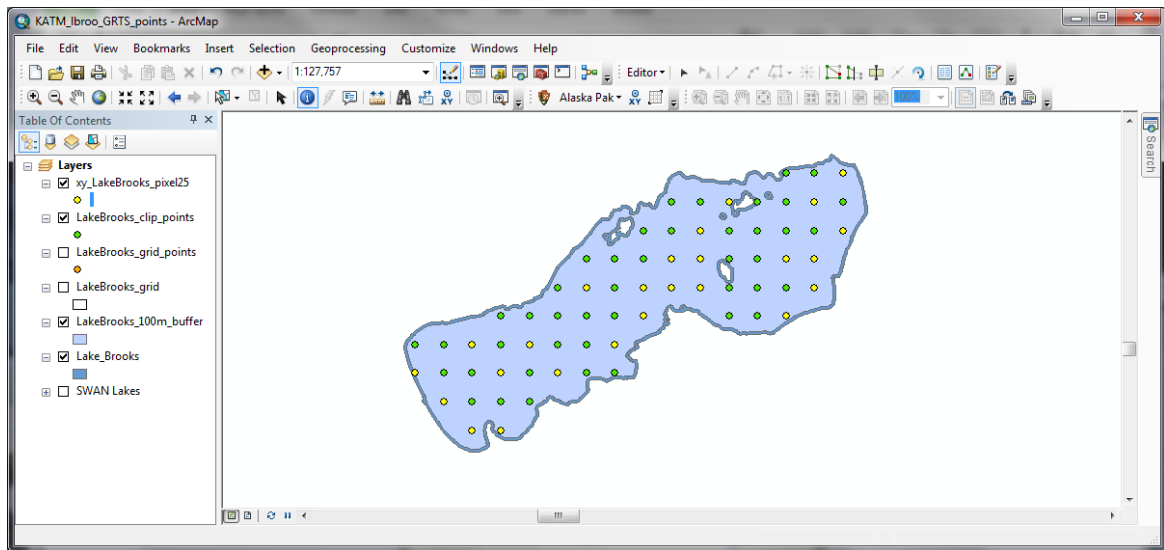 KATM_lbroo_GRTS_points - ArcMap
File Edit View Bookmarks Insert Selection Geoprocessing Customize Windows Help
1:127,757 Editor
Alaska Pak 100%
Table Of Contents
Layers
xy_LakeBrooks_pixel25
LakeBrooks_clip_points
LakeBrooks_grid_points
LakeBrooks_grid
LakeBrooks_100m_buffer
Lake_Brooks
SWAN Lakes
Search